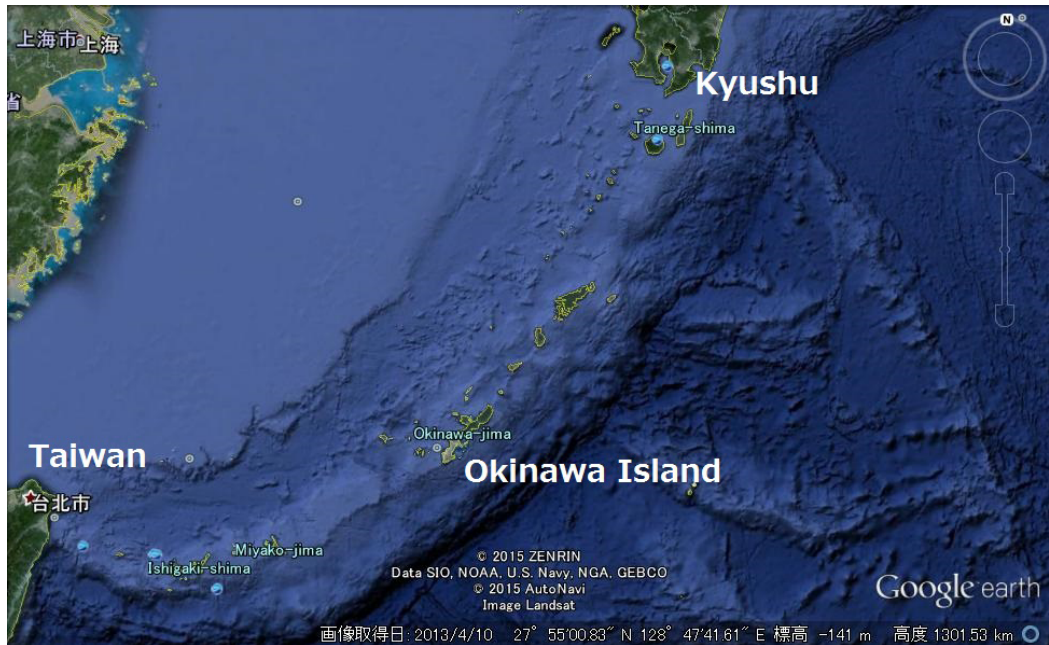 上海市 上海
省
N
Kyushu
Tanega-shima
Okinawa-jima
Taiwan
Okinawa Island
台北市
Miyako-jima
Ishigaki-shima
© 2015 ZENRIN
Data SIO, NOAA, U.S. Navy, NGA, GEBCO
© 2015 AutoNavi
Image Landsat
Google earth
画像取得日: 2013/4/10 27° 55'00.83" N 128° 47'41.61" E 標高 -141 m 高度 1301.53 km